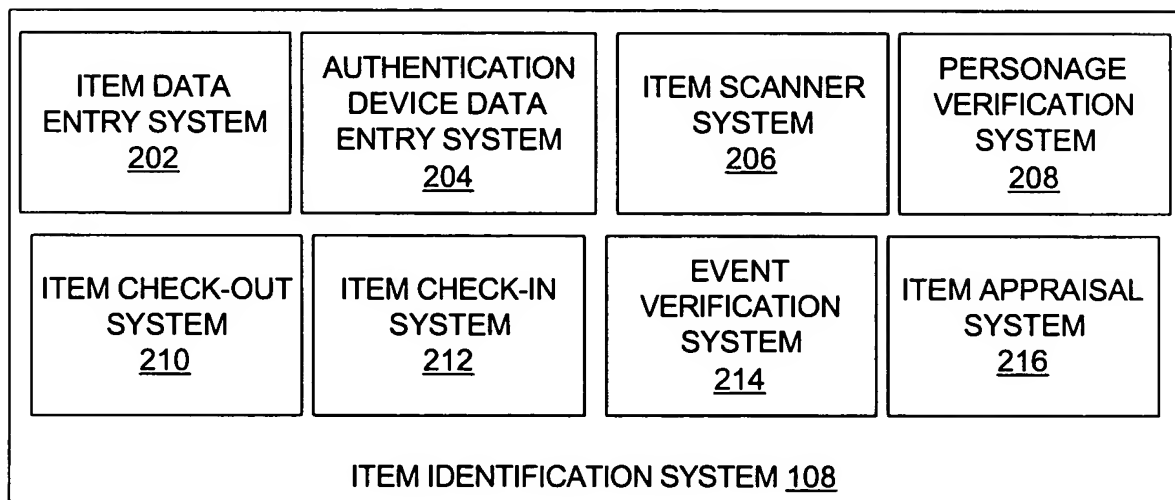 ITEM DATA
ENTRY SYSTEM
202
AUTHENTICATION
DEVICE DATA
ENTRY SYSTEM
204
ITEM SCANNER
SYSTEM
206
PERSONAGE
VERIFICATION
SYSTEM
208
ITEM CHECK-OUT
SYSTEM
210
ITEM CHECK-IN
SYSTEM
212
EVENT
VERIFICATION
SYSTEM
214
ITEM APPRAISAL
SYSTEM
216
ITEM IDENTIFICATION SYSTEM 108